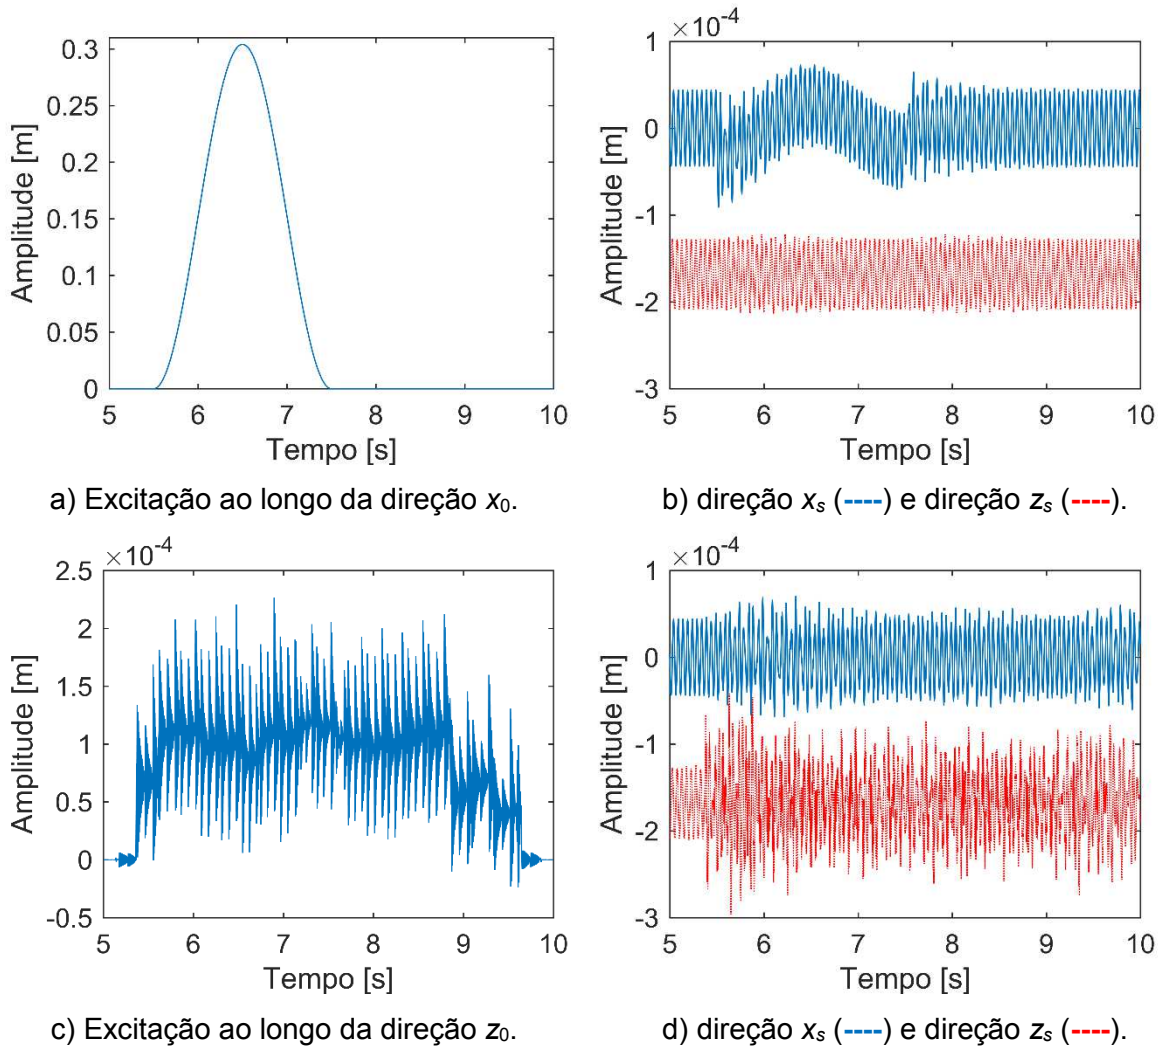 Amplitude [m]
0.3
0.25
0.2
0.15
0.1
0.05
0
5 6 7 8 9 10
Tempo [s]
a) Excitação ao longo da direção x₀.
×10⁻⁴
Amplitude [m]
1
0
-1
-2
-3
5 6 7 8 9 10
Tempo [s]
b) direção xₛ (----) e direção zₛ (----).
×10⁻⁴
Amplitude [m]
2.5
2
1.5
1
0.5
0
-0.5
5 6 7 8 9 10
Tempo [s]
c) Excitação ao longo da direção z₀.
×10⁻⁴
Amplitude [m]
1
0
-1
-2
-3
5 6 7 8 9 10
Tempo [s]
d) direção xₛ (----) e direção zₛ (----).